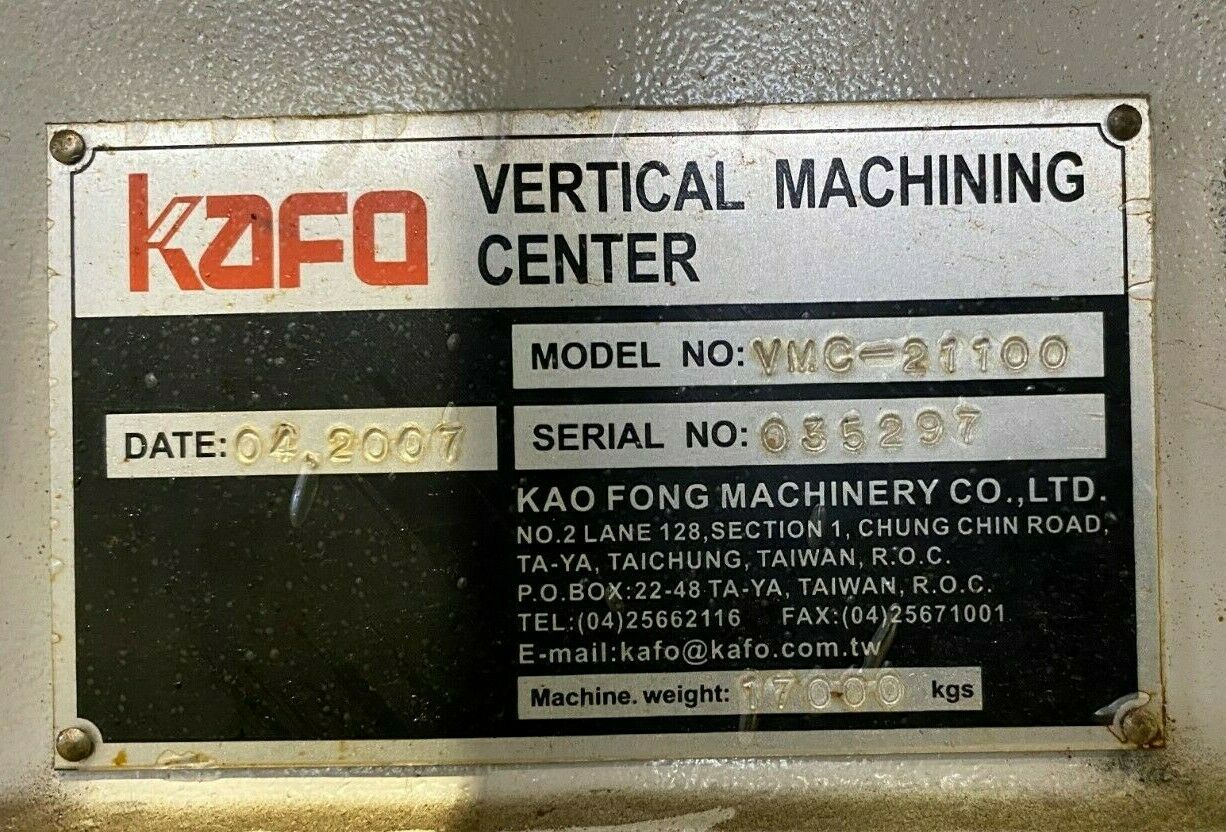 KAFO
VERTICAL MACHINING
CENTER
MODEL NO: VMC-21100
DATE: 04.2007
SERIAL NO: 035297
KAO FONG MACHINERY CO.,LTD.
NO.2 LANE 128,SECTION 1, CHUNG CHIN ROAD,
TA-YA, TAICHUNG, TAIWAN, R.O.C.
P.O.BOX:22-48 TA-YA, TAIWAN, R.O.C.
TEL:(04)25662116 FAX:(04)25671001
E-mail:kafo@kafo.com.tw
Machine. weight: 17000 kgs